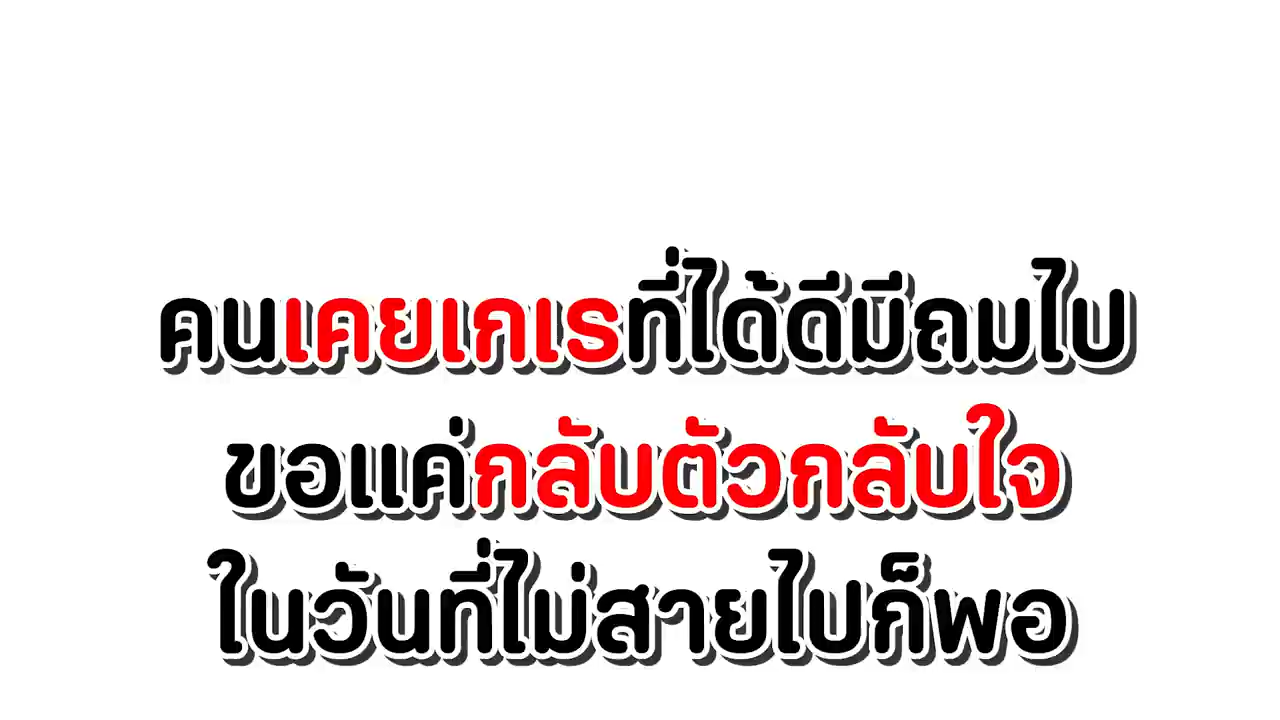 คนเคยเกเรที่ได้ดีมีถมไป
ขอแค่กลับตัวกลับใจ
ในวันที่ไม่สายไปก็พอ